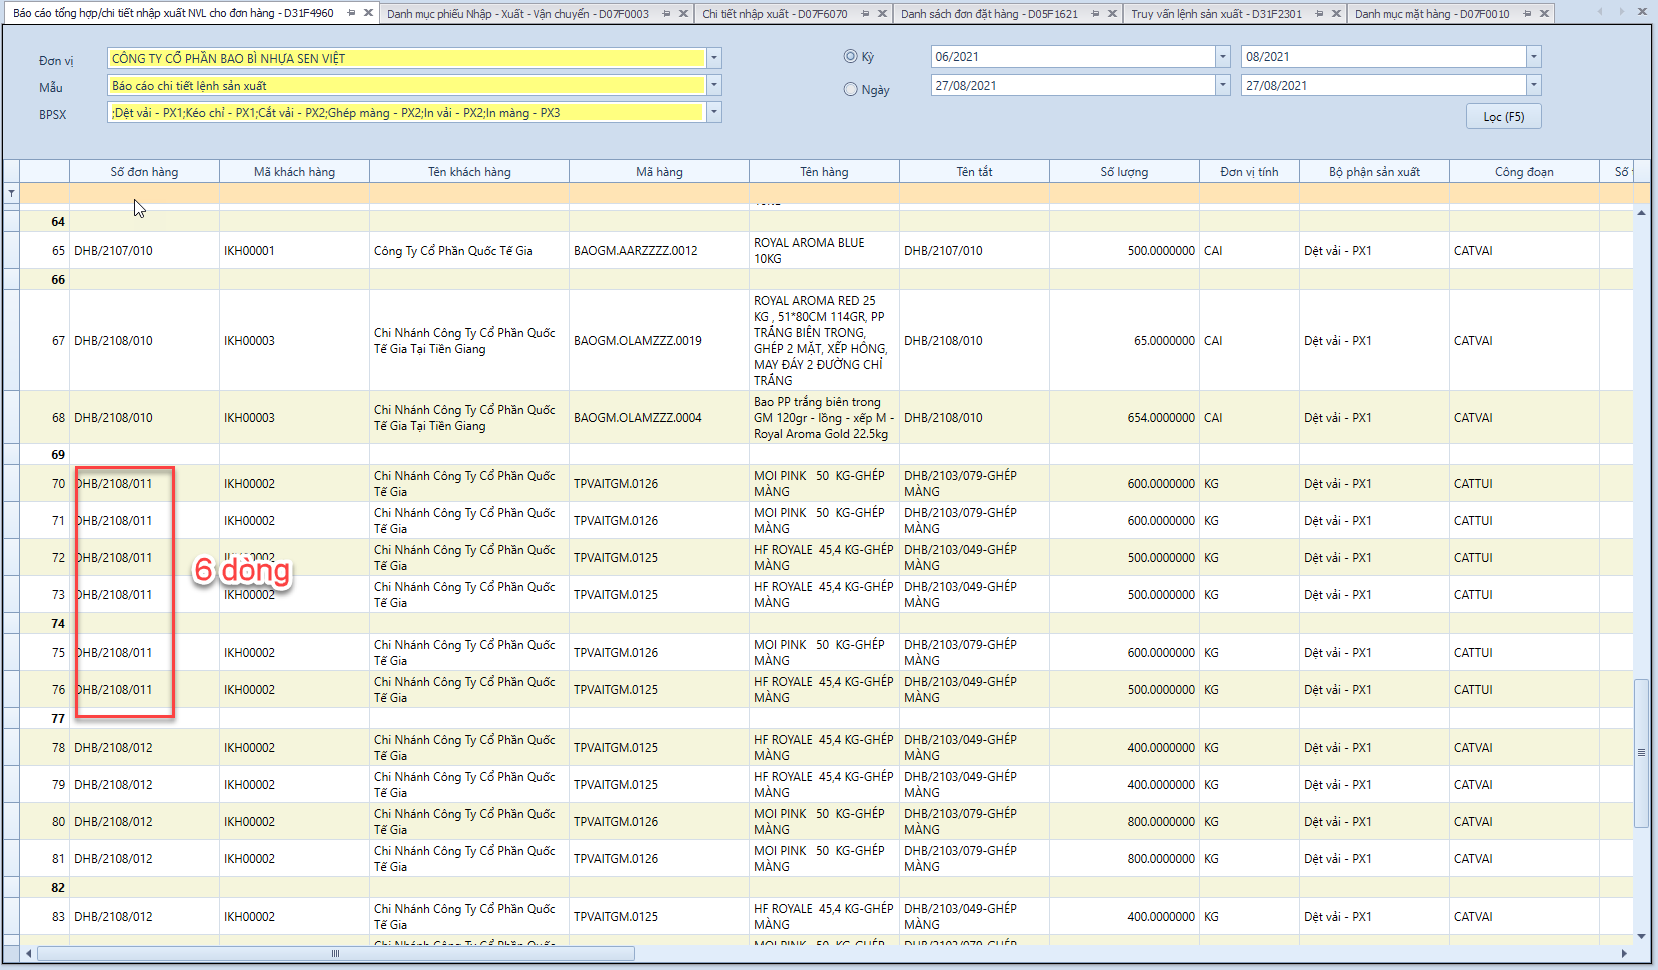 Báo cáo tổng hợp/chi tiết nhập xuất NVL cho đơn hàng - D31F4960 Danh mục phiếu Nhập - Xuất - Vận chuyển - D07F0003 Chi tiết nhập xuất - D07F6070 Danh sách đơn đặt hàng - D05F1621 Truy vấn lệnh sản xuất - D31F2301 Danh mục mặt hàng - D07F0010
Đơn vị CÔNG TY CỔ PHẦN BAO BÌ NHỰA SEN VIỆT Kỳ 06/2021 08/2021
Mẫu Báo cáo chi tiết lệnh sản xuất Ngày 27/08/2021 27/08/2021
BPSX ;Dệt vải - PX1;Kéo chỉ - PX1;Cắt vải - PX2;Ghép màng - PX2;In vải - PX2;In màng - PX3 Lọc (F5)
Số đơn hàng Mã khách hàng Tên khách hàng Mã hàng Tên hàng Tên tắt Số lượng Đơn vị tính Bộ phận sản xuất Công đoạn Số
64
65 DHB/2107/010 IKH00001 Công Ty Cổ Phần Quốc Tế Gia BAOGM.AARZZZZ.0012 ROYAL AROMA BLUE 10KG DHB/2107/010 500.0000000 CAI Dệt vải - PX1 CATVAI
66
67 DHB/2108/010 IKH00003 Chi Nhánh Công Ty Cổ Phần Quốc Tế Gia Tại Tiền Giang BAOGM.OLAMZZZ.0019 ROYAL AROMA RED 25 KG , 51*80CM 114GR, PP TRẮNG BIÊN TRONG, GHÉP 2 MẶT, XẾP HÔNG, MAY ĐÁY 2 ĐƯỜNG CHỈ TRẮNG DHB/2108/010 65.0000000 CAI Dệt vải - PX1 CATVAI
68 DHB/2108/010 IKH00003 Chi Nhánh Công Ty Cổ Phần Quốc Tế Gia Tại Tiền Giang BAOGM.OLAMZZZ.0004 Bao PP trắng biên trong GM 120gr - lồng - xếp M - Royal Aroma Gold 22.5kg DHB/2108/010 654.0000000 CAI Dệt vải - PX1 CATVAI
69
70 DHB/2108/011 IKH00002 Chi Nhánh Công Ty Cổ Phần Quốc Tế Gia TPVAITGM.0126 MOI PINK 50 KG-GHÉP MÀNG DHB/2103/079-GHÉP MÀNG 600.0000000 KG Dệt vải - PX1 CATTUI
71 DHB/2108/011 IKH00002 Chi Nhánh Công Ty Cổ Phần Quốc Tế Gia TPVAITGM.0126 MOI PINK 50 KG-GHÉP MÀNG DHB/2103/079-GHÉP MÀNG 600.0000000 KG Dệt vải - PX1 CATTUI
72 DHB/2108/011 IKH00002 Chi Nhánh Công Ty Cổ Phần Quốc Tế Gia TPVAITGM.0125 HF ROYALE 45,4 KG-GHÉP MÀNG DHB/2103/049-GHÉP MÀNG 500.0000000 KG Dệt vải - PX1 CATTUI
6 dòng
73 DHB/2108/011 IKH00002 Chi Nhánh Công Ty Cổ Phần Quốc Tế Gia TPVAITGM.0125 HF ROYALE 45,4 KG-GHÉP MÀNG DHB/2103/049-GHÉP MÀNG 500.0000000 KG Dệt vải - PX1 CATTUI
74
75 DHB/2108/011 IKH00002 Chi Nhánh Công Ty Cổ Phần Quốc Tế Gia TPVAITGM.0126 MOI PINK 50 KG-GHÉP MÀNG DHB/2103/079-GHÉP MÀNG 600.0000000 KG Dệt vải - PX1 CATTUI
76 DHB/2108/011 IKH00002 Chi Nhánh Công Ty Cổ Phần Quốc Tế Gia TPVAITGM.0125 HF ROYALE 45,4 KG-GHÉP MÀNG DHB/2103/049-GHÉP MÀNG 500.0000000 KG Dệt vải - PX1 CATTUI
77
78 DHB/2108/012 IKH00002 Chi Nhánh Công Ty Cổ Phần Quốc Tế Gia TPVAITGM.0125 HF ROYALE 45,4 KG-GHÉP MÀNG DHB/2103/049-GHÉP MÀNG 400.0000000 KG Dệt vải - PX1 CATVAI
79 DHB/2108/012 IKH00002 Chi Nhánh Công Ty Cổ Phần Quốc Tế Gia TPVAITGM.0125 HF ROYALE 45,4 KG-GHÉP MÀNG DHB/2103/049-GHÉP MÀNG 400.0000000 KG Dệt vải - PX1 CATVAI
80 DHB/2108/012 IKH00002 Chi Nhánh Công Ty Cổ Phần Quốc Tế Gia TPVAITGM.0126 MOI PINK 50 KG-GHÉP MÀNG DHB/2103/079-GHÉP MÀNG 800.0000000 KG Dệt vải - PX1 CATVAI
81 DHB/2108/012 IKH00002 Chi Nhánh Công Ty Cổ Phần Quốc Tế Gia TPVAITGM.0126 MOI PINK 50 KG-GHÉP MÀNG DHB/2103/079-GHÉP MÀNG 800.0000000 KG Dệt vải - PX1 CATVAI
82
83 DHB/2108/012 IKH00002 Chi Nhánh Công Ty Cổ Phần Quốc Tế Gia TPVAITGM.0125 HF ROYALE 45,4 KG-GHÉP MÀNG DHB/2103/049-GHÉP MÀNG 400.0000000 KG Dệt vải - PX1 CATVAI